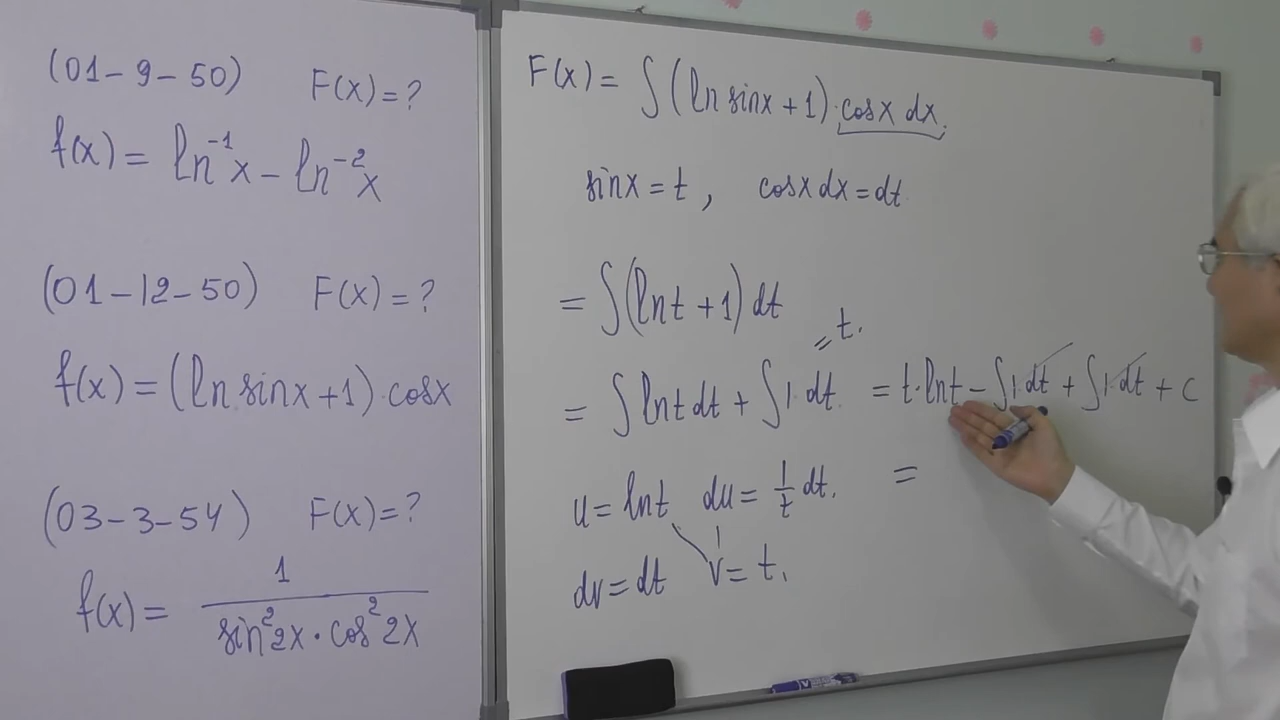 (01-9-50) F(x)=?
f(x) = ln⁻¹x - ln⁻²x
(01-12-50) F(x)=?
f(x) = (ln sinx + 1)·cosx
(03-3-54) F(x)=?
f(x) = 1 / (sin²2x · cos²2x)
F(x) = ∫(ln sinx + 1)·cosx dx.
sinx = t , cosx dx = dt
= ∫(lnt + 1) dt
= t.
= ∫lnt dt + ∫1·dt = t·lnt - ∫1·dt + ∫1·dt + c
u = lnt du = 1/t dt. =
dv = dt v = t.